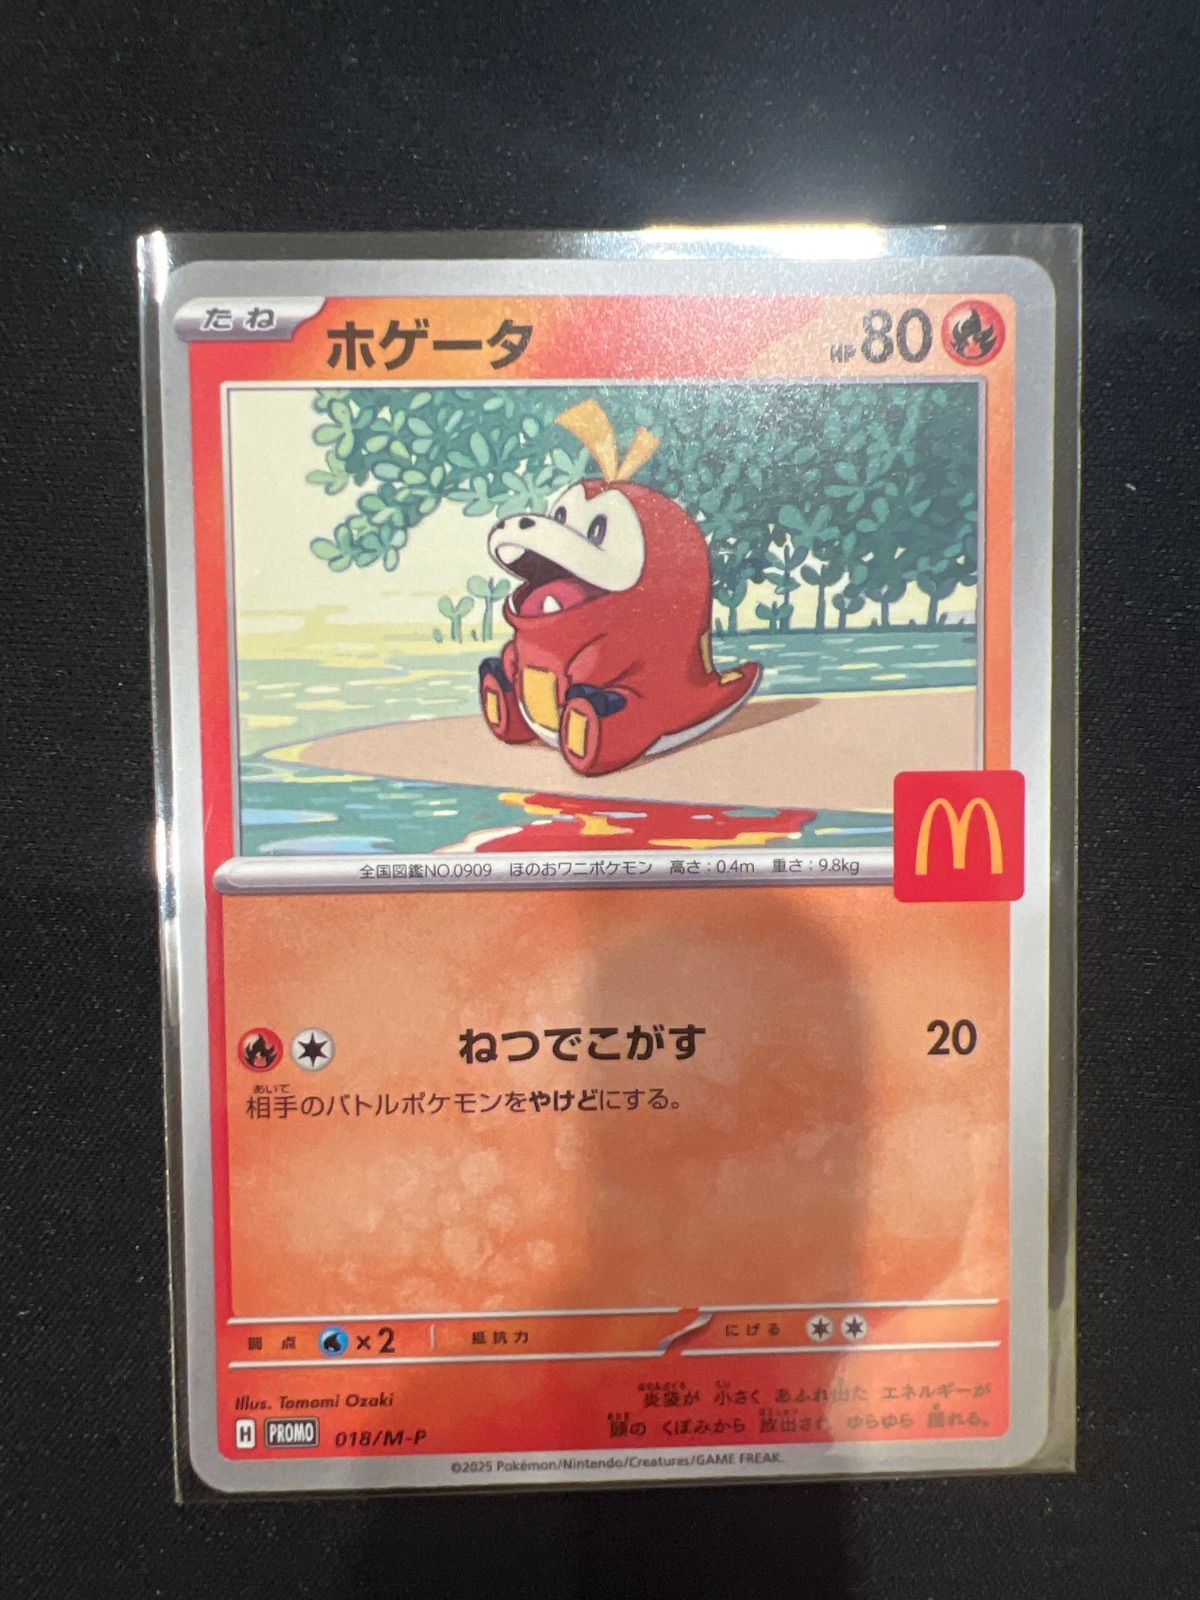 たね
ホゲータ
HP80
全国図鑑NO.0909 ほのおワニポケモン 高さ:0.4m 重さ:9.8kg
M
ねつでこがす 20
あいて
相手のバトルポケモンをやけどにする。
弱点 ×2 抵抗力 にげる
Illus. Tomomi Ozaki
炎袋が 小さく あふれ出た エネルギーが
頭の くぼみから 放出され ゆらゆら 揺れる。
H PROMO 018/M-P
©2025 Pokémon/Nintendo/Creatures/GAME FREAK.